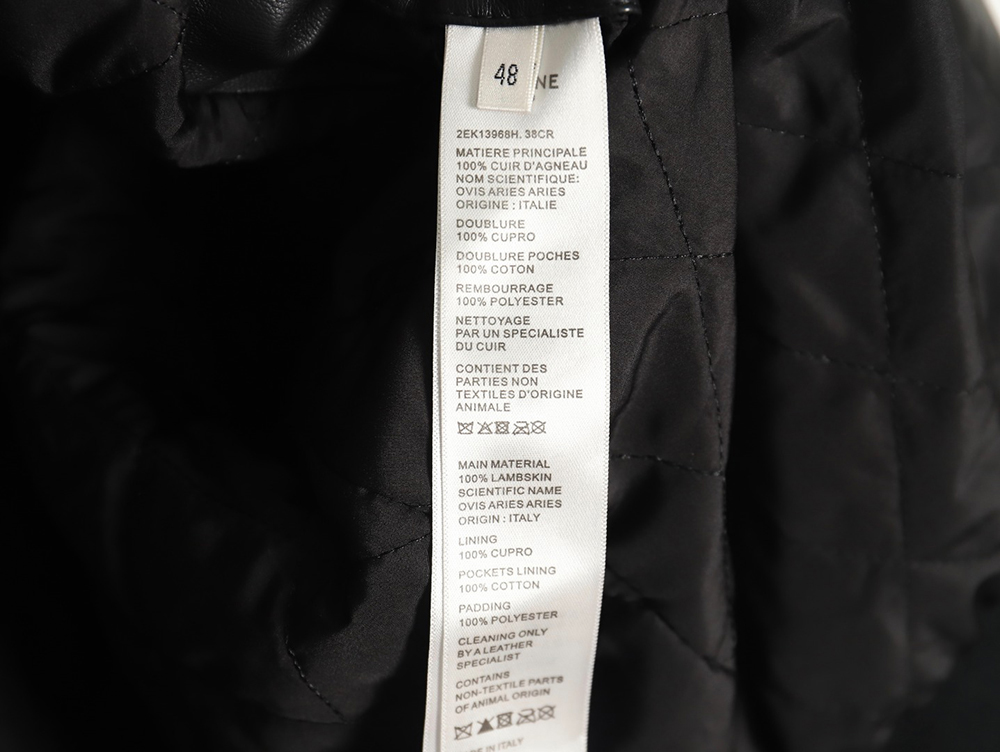 48
NE
2EK13968H. 38CR
MATIERE PRINCIPALE
100% CUIR D'AGNEAU
NOM SCIENTIFIQUE:
OVIS ARIES ARIES
ORIGINE : ITALIE
DOUBLURE
100% CUPRO
DOUBLURE POCHES
100% COTON
REMBOURRAGE
100% POLYESTER
NETTOYAGE
PAR UN SPECIALISTE
DU CUIR
CONTIENT DES
PARTIES NON
TEXTILES D'ORIGINE
ANIMALE
MAIN MATERIAL
100% LAMBSKIN
SCIENTIFIC NAME
OVIS ARIES ARIES
ORIGIN : ITALY
LINING
100% CUPRO
POCKETS LINING
100% COTTON
PADDING
100% POLYESTER
CLEANING ONLY
BY A LEATHER
SPECIALIST
CONTAINS
NON-TEXTILE PARTS
OF ANIMAL ORIGIN
IN ITALY